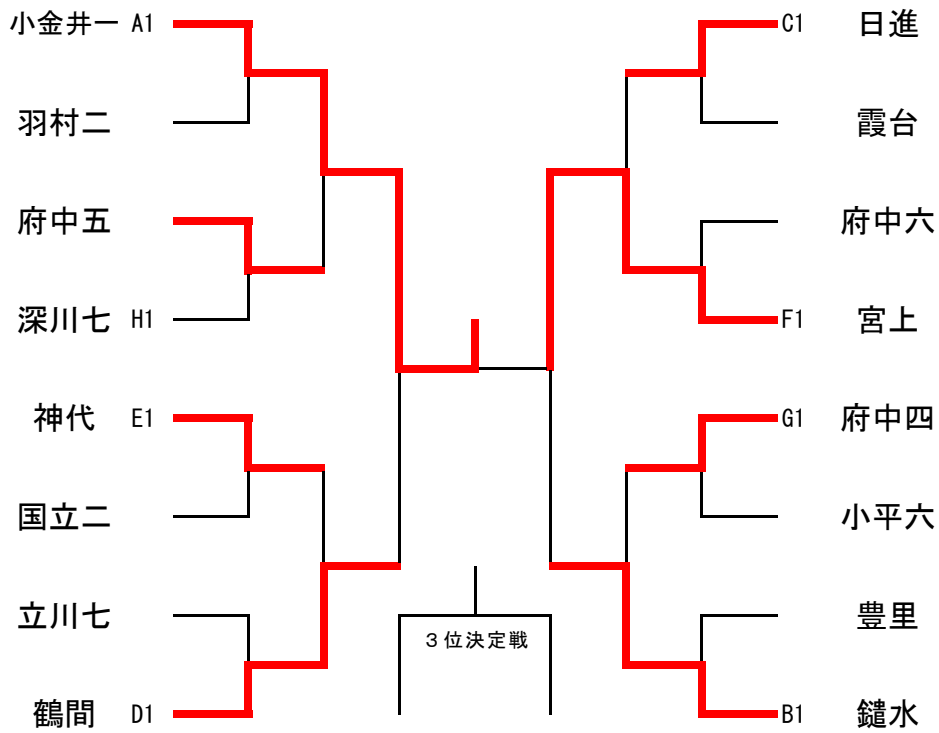 小金井一 A1
羽村二
府中五
深川七 H1
神代 E1
国立二
立川七
鶴間 D1
３位決定戦
C1 日進
霞台
府中六
F1 宮上
G1 府中四
小平六
豊里
B1 鑓水